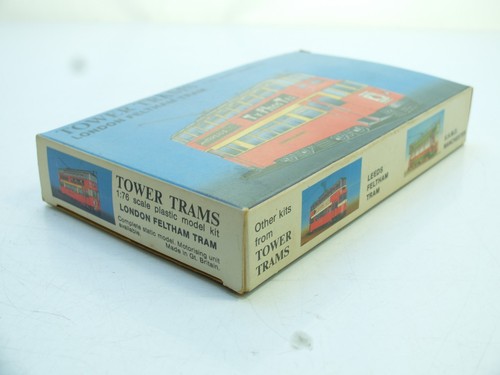 TOWER TRAMS
LONDON FELTHAM TRAM
TOWER TRAMS
1:76 scale plastic model kit
LONDON FELTHAM TRAM
Complete static model. Motorising unit
available.
Made in Gt. Britain.
Other kits
from
TOWER
TRAMS
LEEDS
FELTHAM
TRAM